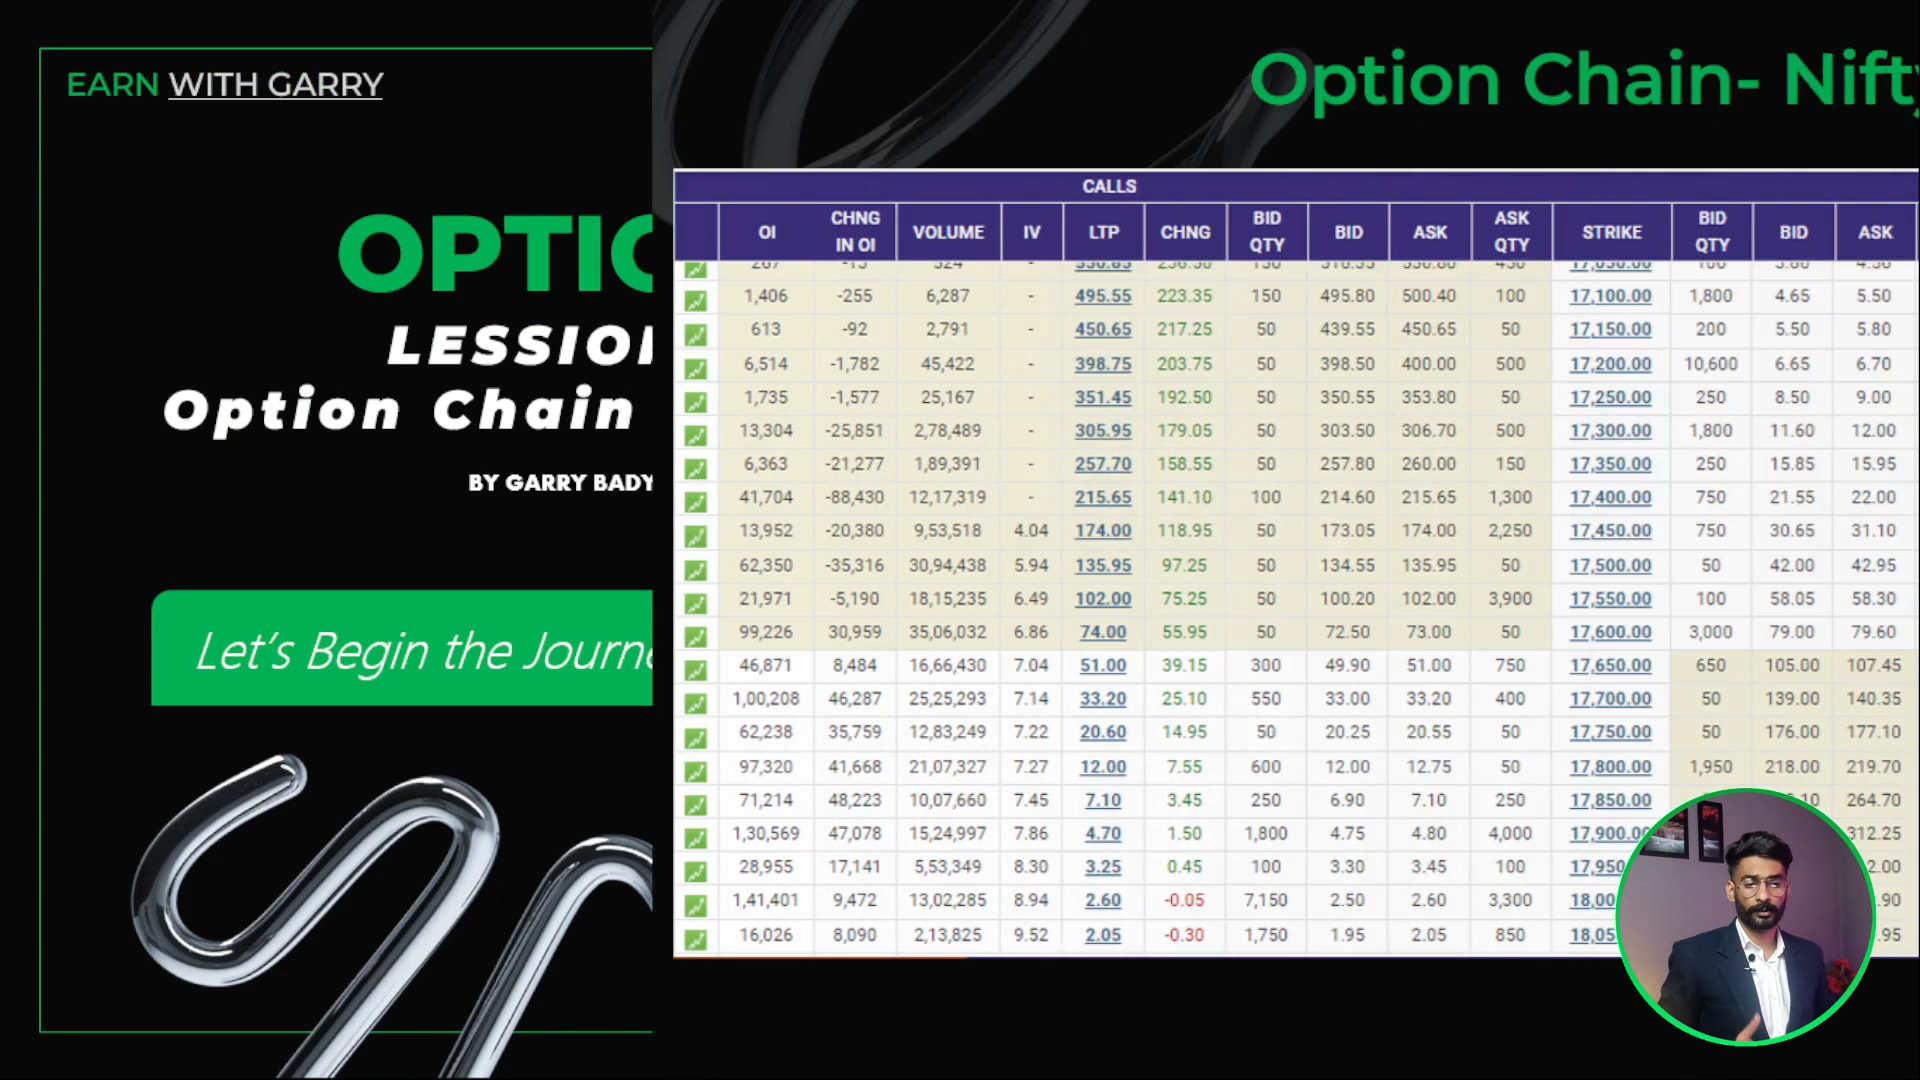 EARN WITH GARRY
OPTIO
LESSION
Option Chain
BY GARRY BADY
Let's Begin the Journe
Option Chain- Nifty
CALLS
OI CHNG IN OI VOLUME IV LTP CHNG BID QTY BID ASK ASK QTY STRIKE BID QTY BID ASK
1,406 -255 6,287 - 495.55 223.35 150 495.80 500.40 100 17,100.00 1,800 4.65 5.50
613 -92 2,791 - 450.65 217.25 50 439.55 450.65 50 17,150.00 200 5.50 5.80
6,514 -1,782 45,422 - 398.75 203.75 50 398.50 400.00 500 17,200.00 10,600 6.65 6.70
1,735 -1,577 25,167 - 351.45 192.50 50 350.55 353.80 50 17,250.00 250 8.50 9.00
13,304 -25,851 2,78,489 - 305.95 179.05 50 303.50 306.70 500 17,300.00 1,800 11.60 12.00
6,363 -21,277 1,89,391 - 257.70 158.55 50 257.80 260.00 150 17,350.00 250 15.85 15.95
41,704 -88,430 12,17,319 - 215.65 141.10 100 214.60 215.65 1,300 17,400.00 750 21.55 22.00
13,952 -20,380 9,53,518 4.04 174.00 118.95 50 173.05 174.00 2,250 17,450.00 750 30.65 31.10
62,350 -35,316 30,94,438 5.94 135.95 97.25 50 134.55 135.95 50 17,500.00 50 42.00 42.95
21,971 -5,190 18,15,235 6.49 102.00 75.25 50 100.20 102.00 3,900 17,550.00 100 58.05 58.30
99,226 30,959 35,06,032 6.86 74.00 55.95 50 72.50 73.00 50 17,600.00 3,000 79.00 79.60
46,871 8,484 16,66,430 7.04 51.00 39.15 300 49.90 51.00 750 17,650.00 650 105.00 107.45
1,00,208 46,287 25,25,293 7.14 33.20 25.10 550 33.00 33.20 400 17,700.00 50 139.00 140.35
62,238 35,759 12,83,249 7.22 20.60 14.95 50 20.25 20.55 50 17,750.00 50 176.00 177.10
97,320 41,668 21,07,327 7.27 12.00 7.55 600 12.00 12.75 50 17,800.00 1,950 218.00 219.70
71,214 48,223 10,07,660 7.45 7.10 3.45 250 6.90 7.10 250 17,850.00 264.70
1,30,569 47,078 15,24,997 7.86 4.70 1.50 1,800 4.75 4.80 4,000 17,900.00 312.25
28,955 17,141 5,53,349 8.30 3.25 0.45 100 3.30 3.45 100 17,950 2.00
1,41,401 9,472 13,02,285 8.94 2.60 -0.05 7,150 2.50 2.60 3,300 18,00 .90
16,026 8,090 2,13,825 9.52 2.05 -0.30 1,750 1.95 2.05 850 18,05 .95